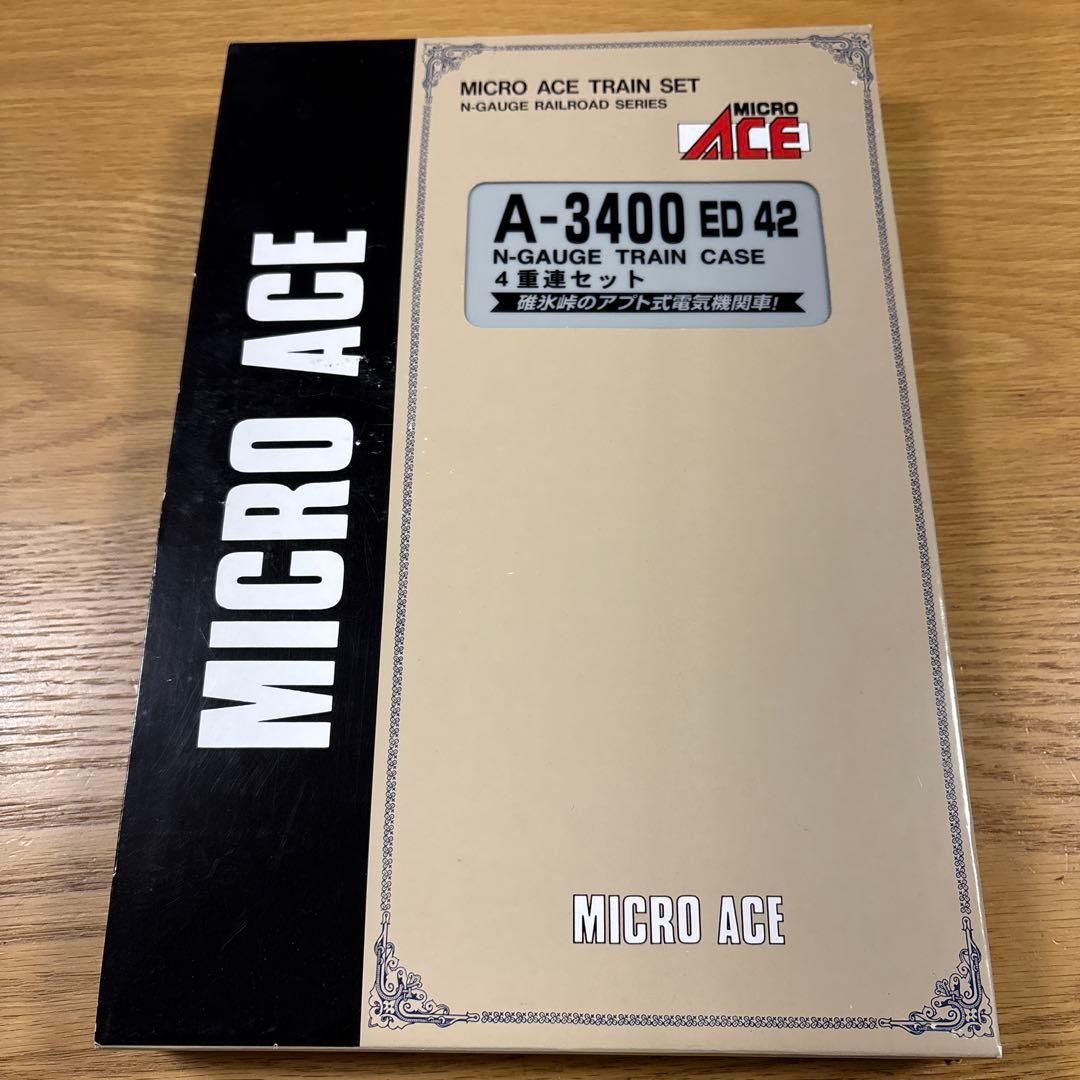 MICRO ACE
MICRO ACE TRAIN SET
N-GAUGE RAILROAD SERIES
MICRO
ACE
A-3400 ED 42
N-GAUGE TRAIN CASE
4重連セット
碓氷峠のアプト式電気機関車!
MICRO ACE